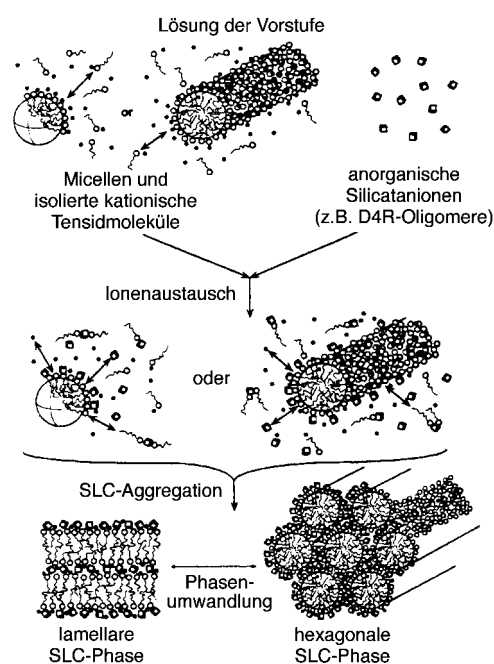 Lösung der Vorstufe
or
Micellen und
isolierte kationische
Tensidmoleküle
anorganische
Silicatanionen
(z.B. D4R-Oligomere)
Ionenaustausch
oder
SLC-Aggregation
Phasen-
umwandlung
lamellare
SLC-Phase
hexagonale
SLC-Phase